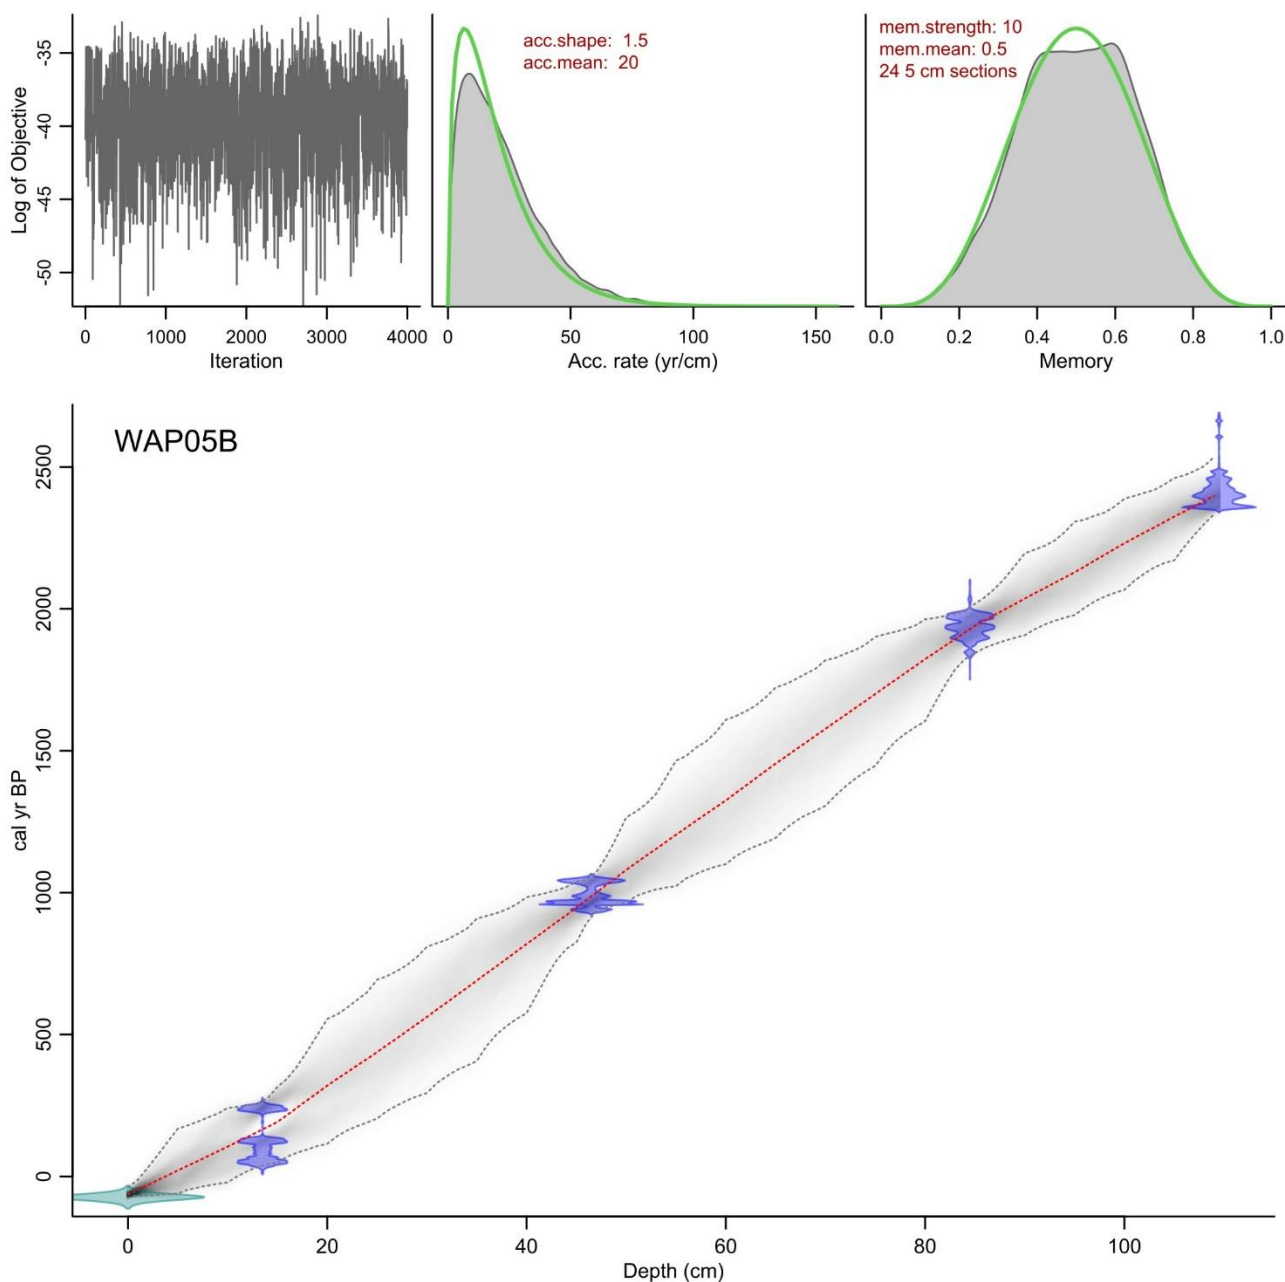 Log of Objective
-35
-40
-45
-50
0 1000 2000 3000 4000
Iteration
acc.shape: 1.5
acc.mean: 20
0 50 100 150
Acc. rate (yr/cm)
mem.strength: 10
mem.mean: 0.5
24 5 cm sections
0.0 0.2 0.4 0.6 0.8 1.0
Memory
WAP05B
cal yr BP
2500
2000
1500
1000
500
0
0 20 40 60 80 100
Depth (cm)